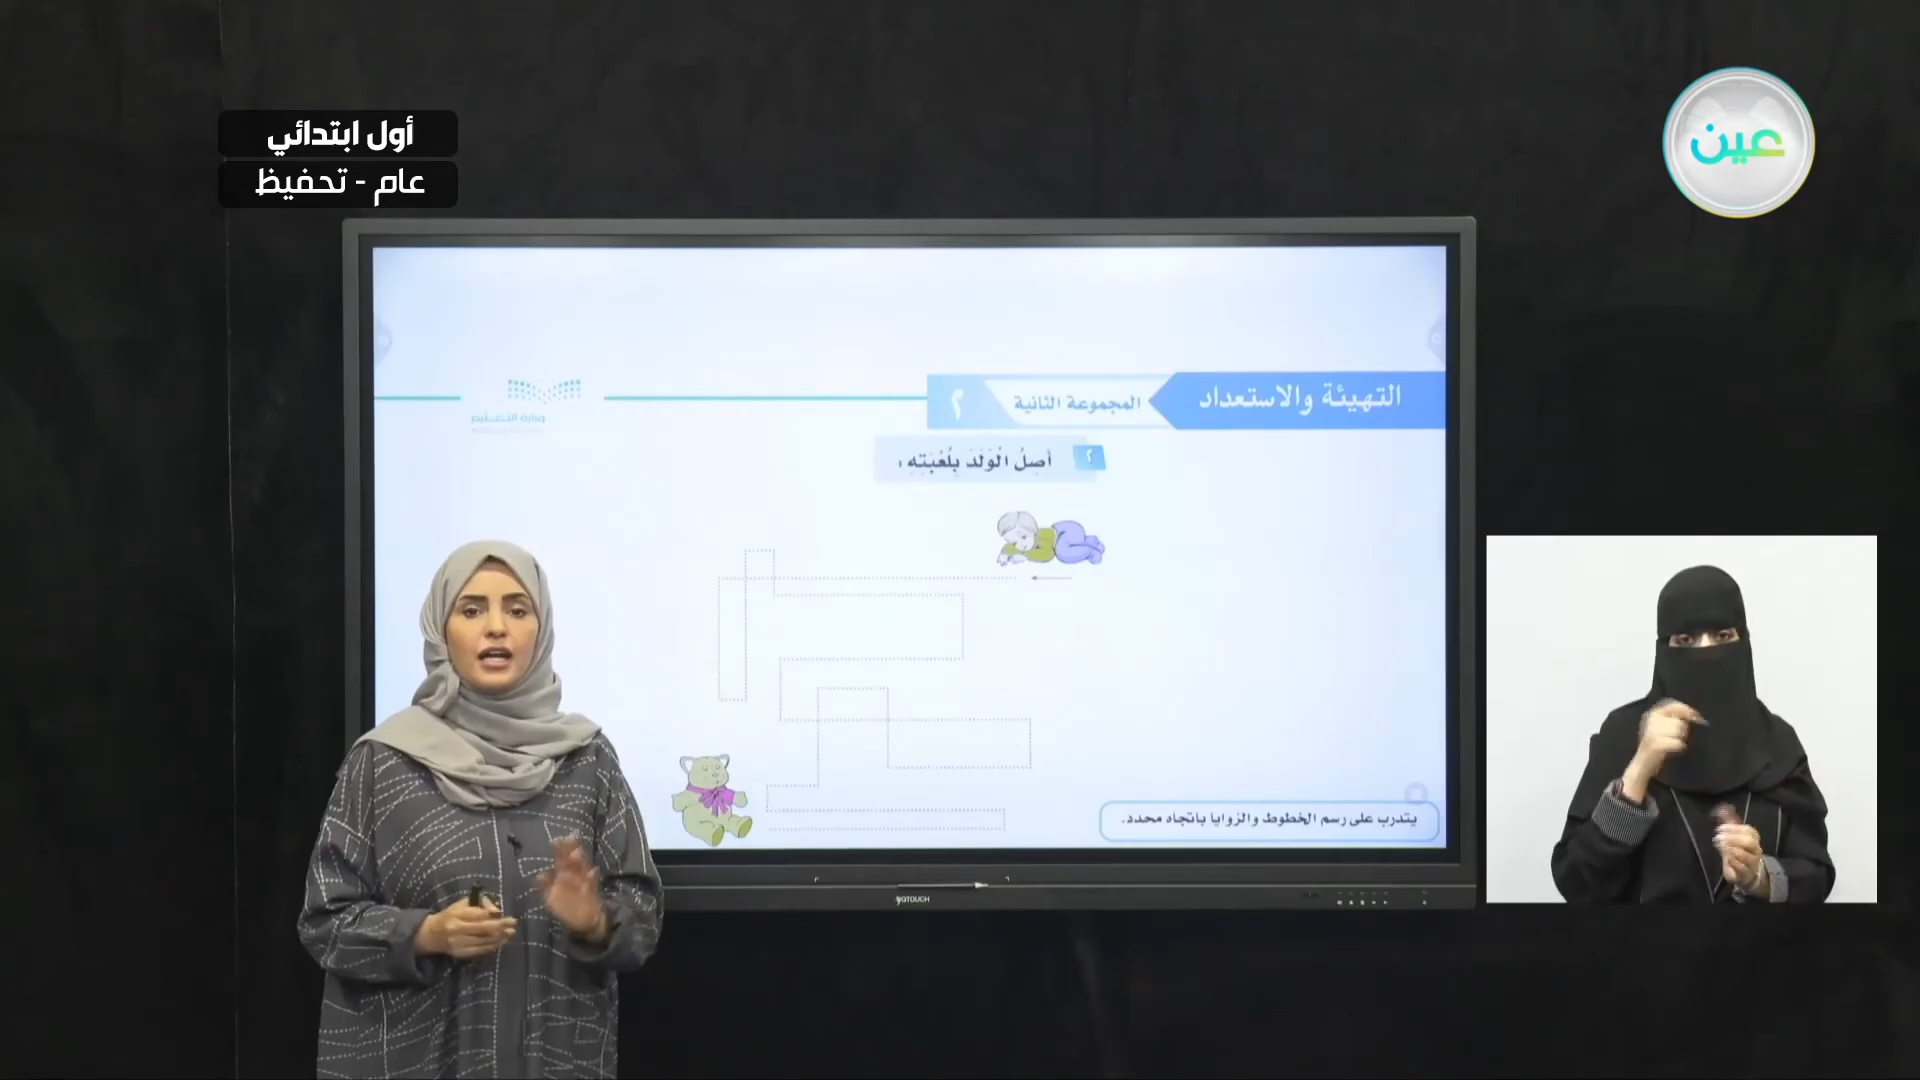 أول ابتدائي
عام - تحفيظ
عين
التهيئة والاستعداد
المجموعة الثانية
٢
وزارة التعليم
٢
أَصِلُ الْوَلَدَ بِلُعْبَتِهِ :
يتدرب على رسم الخطوط والزوايا باتجاه محدد.